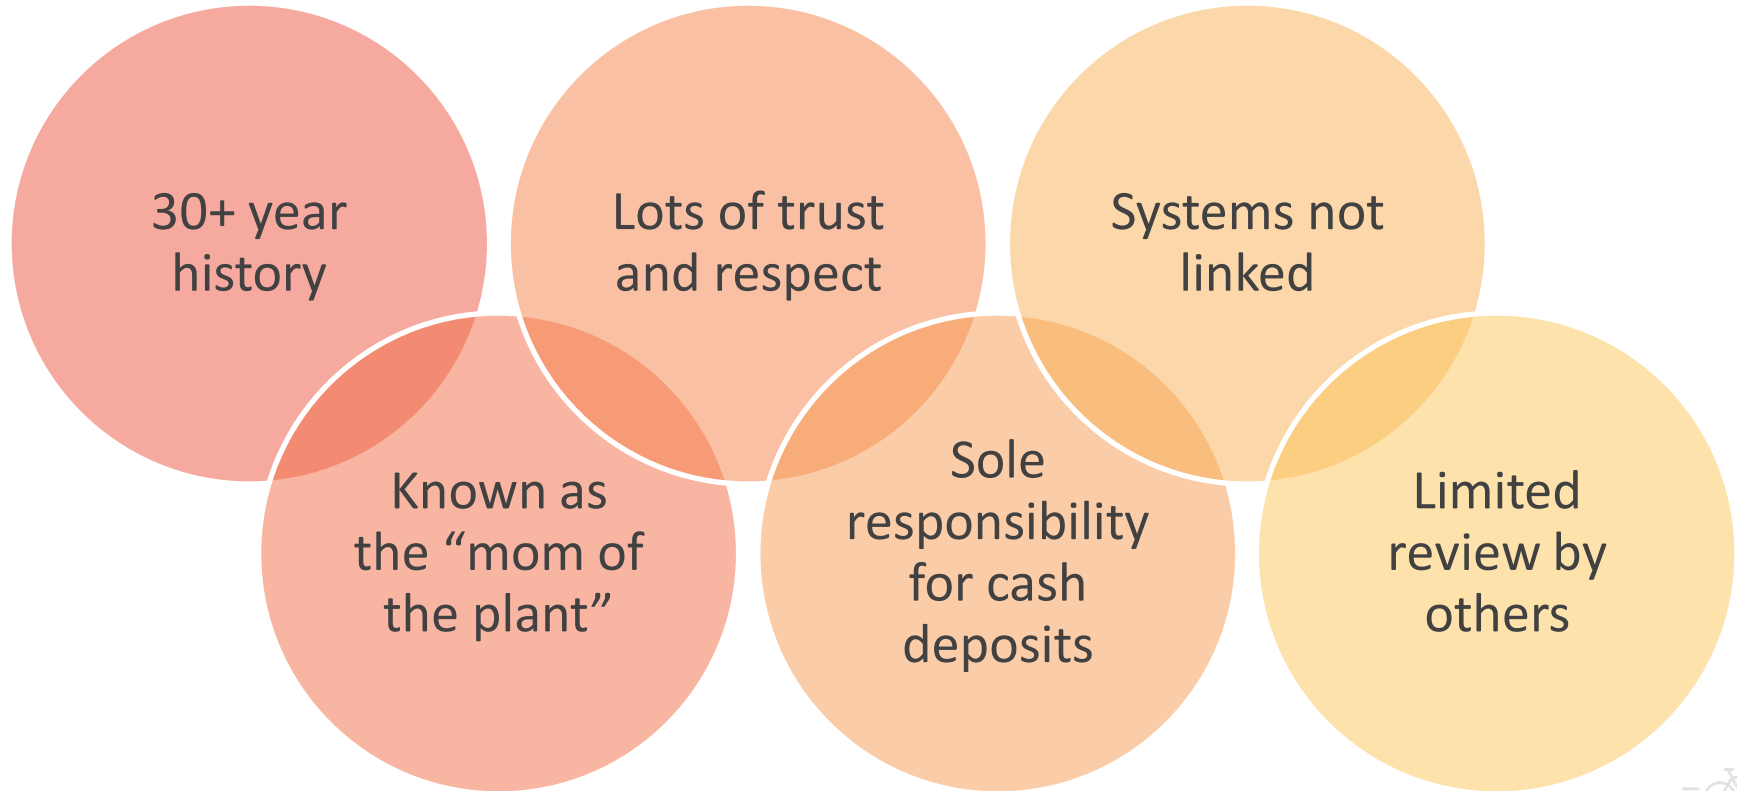 30+ year
history
Known as
the “mom of
the plant”
Lots of trust
and respect
Sole
responsibility
for cash
deposits
Systems not
linked
Limited
review by
others